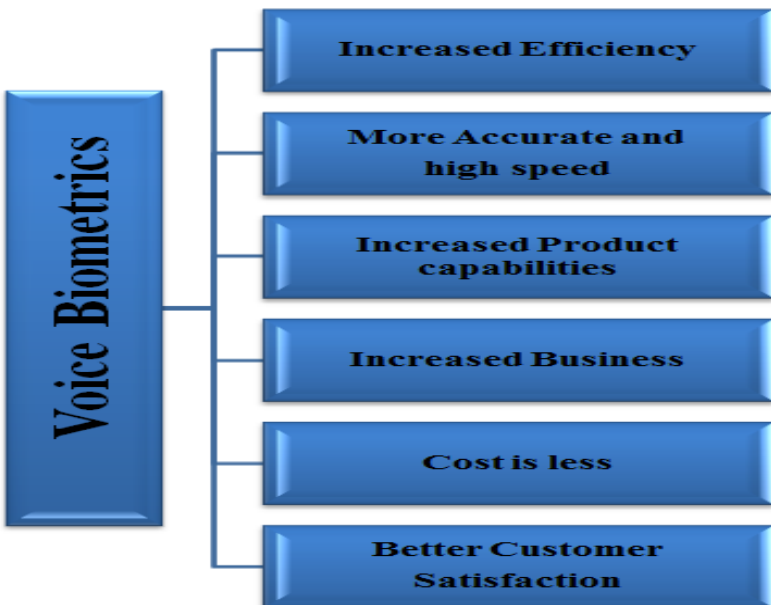 Voice Biometrics
Increased Efficiency
More Accurate and
high speed
Increased Product
capabilities
Increased Business
Cost is less
Better Customer
Satisfaction